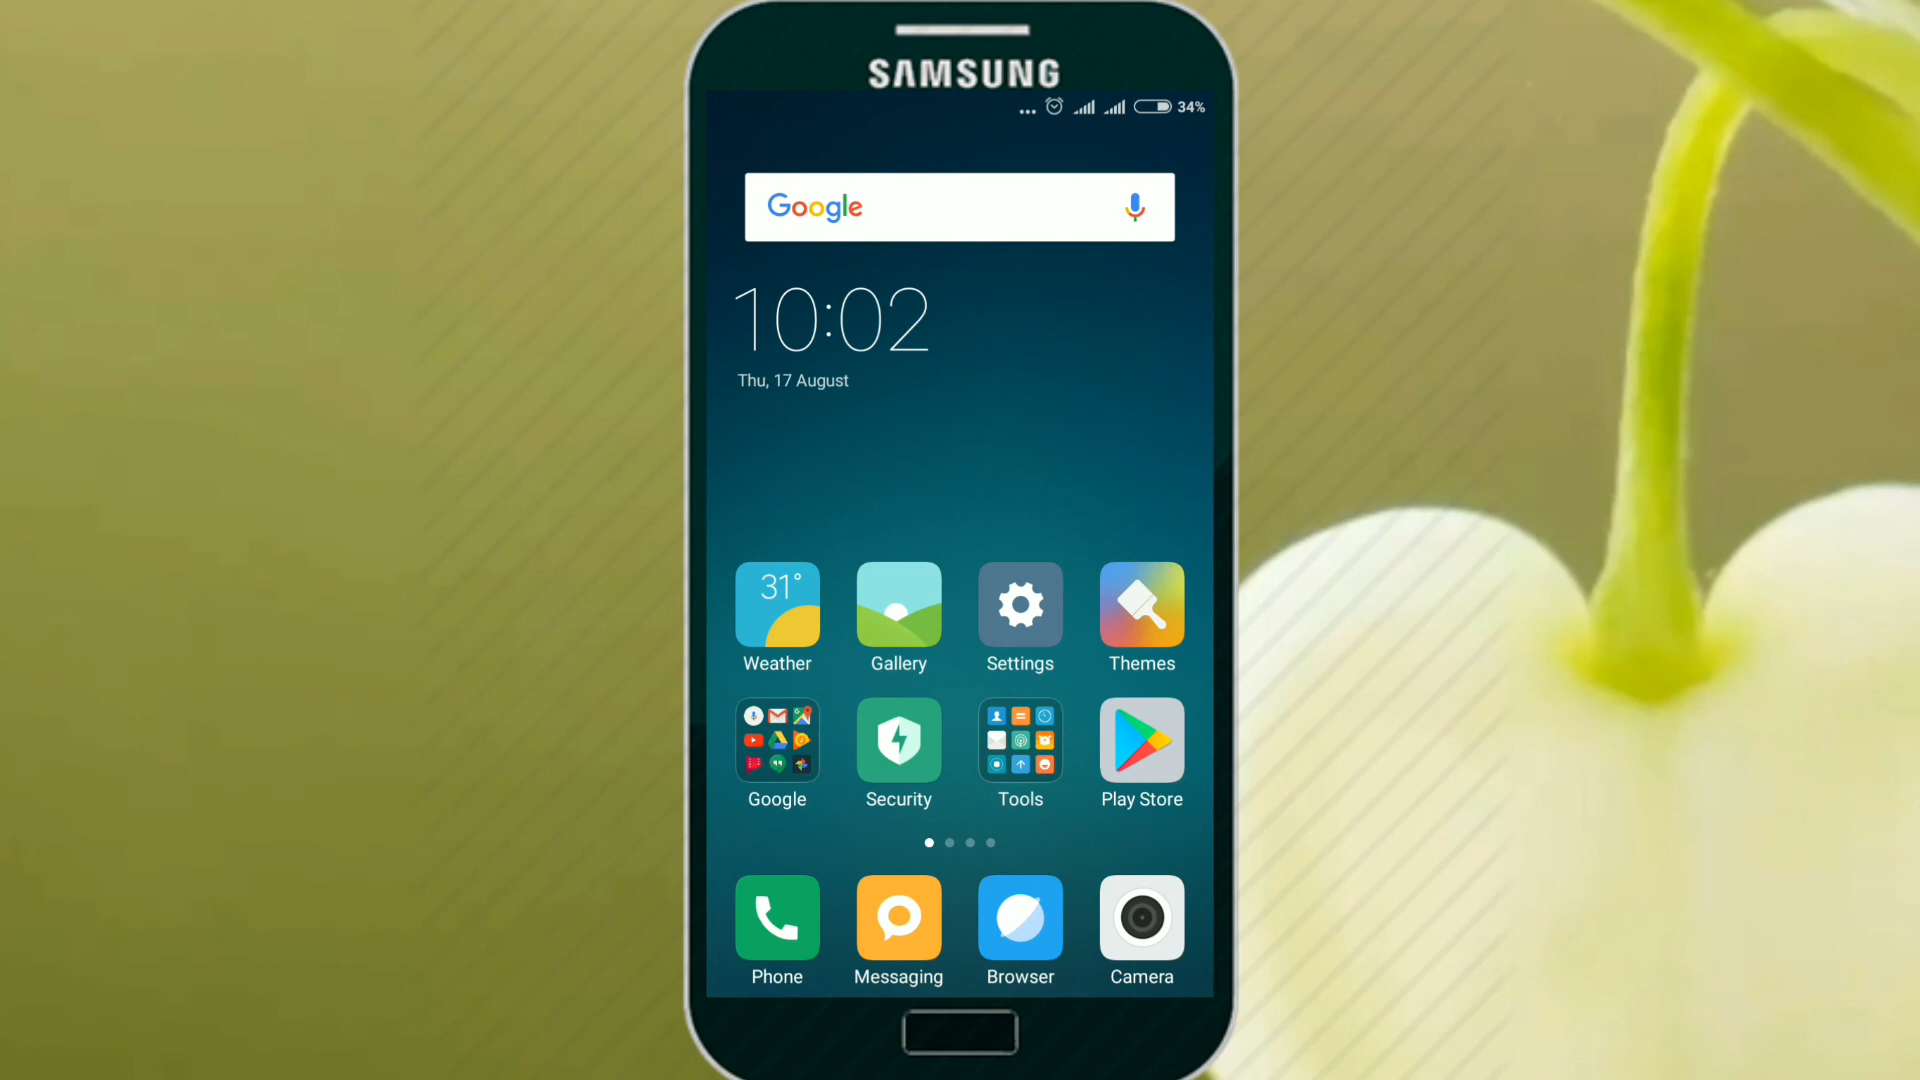 SAMSUNG
... 34%
Google
10:02
Thu, 17 August
31°
Weather Gallery Settings Themes
Google Security Tools Play Store
Phone Messaging Browser Camera